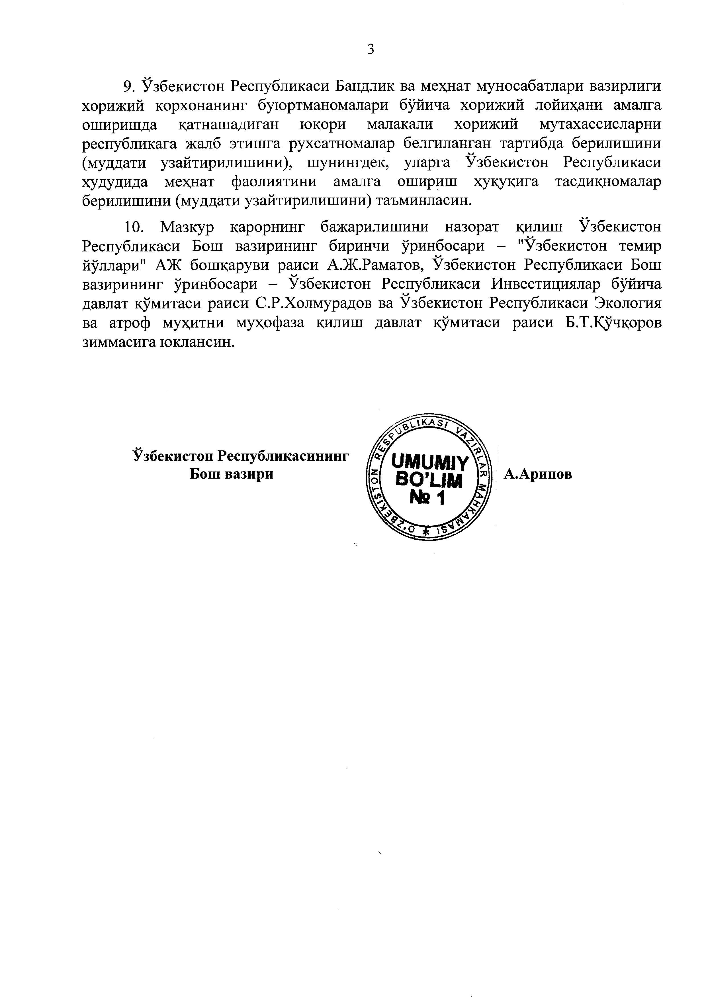 3
9. Ўзбекистон Республикаси Бандлик ва меҳнат муносабатлари вазирлиги
хорижий корхонанинг буюртманомалари бўйича хорижий лойиҳани амалга
оширишда қатнашадиган юқори малакали хорижий мутахассисларни
республикага жалб этишга рухсатномалар белгиланган тартибда берилишини
(муддати узайтирилишини), шунингдек, уларга Ўзбекистон Республикаси
ҳудудида меҳнат фаолиятини амалга ошириш ҳуқуқига тасдиқномалар
берилишини (муддати узайтирилишини) таъминласин.
10. Мазкур қарорнинг бажарилишини назорат қилиш Ўзбекистон
Республикаси Бош вазирининг биринчи ўринбосари – "Ўзбекистон темир
йўллари" АЖ бошқаруви раиси А.Ж.Раматов, Ўзбекистон Республикаси Бош
вазирининг ўринбосари – Ўзбекистон Республикаси Инвестициялар бўйича
давлат қўмитаси раиси С.Р.Холмурадов ва Ўзбекистон Республикаси Экология
ва атроф муҳитни муҳофаза қилиш давлат қўмитаси раиси Б.Т.Қўчқоров
зиммасига юклансин.
Ўзбекистон Республикасининг
Бош вазири
O'ZBEKISTON RESPUBLIKASI VAZIRLAR MAHKAMASI *
UMUMIY
BO'LIM
№ 1
А.Арипов